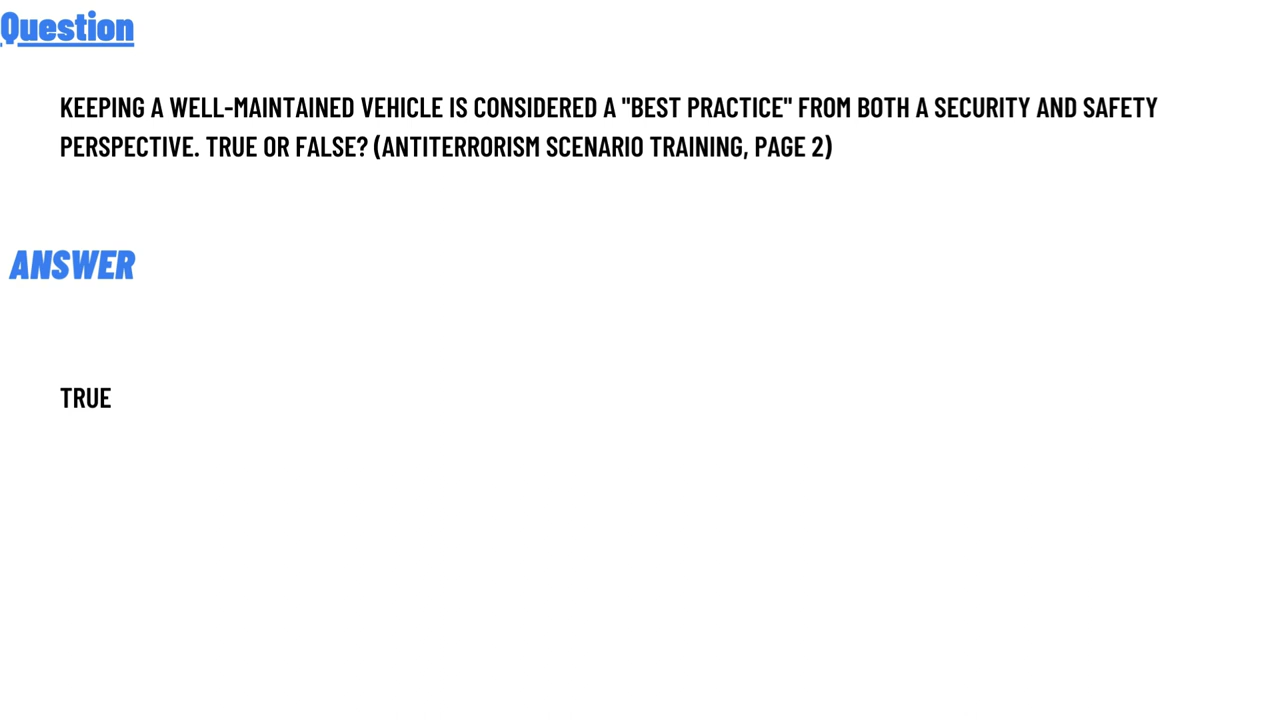 Question
KEEPING A WELL-MAINTAINED VEHICLE IS CONSIDERED A "BEST PRACTICE" FROM BOTH A SECURITY AND SAFETY
PERSPECTIVE. TRUE OR FALSE? (ANTITERRORISM SCENARIO TRAINING, PAGE 2)
ANSWER
TRUE